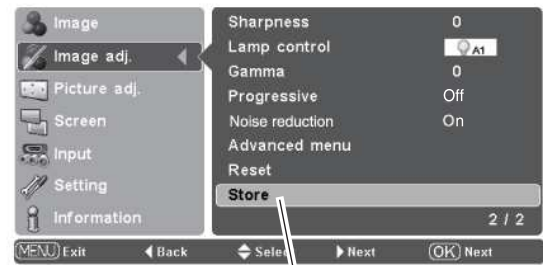 Image
Image adj.
Picture adj.
Screen
Input
Setting
Information
Sharpness 0
Lamp control A1
Gamma 0
Progressive Off
Noise reduction On
Advanced menu
Reset
Store
2 / 2
MENU Exit Back Select Next OK Next